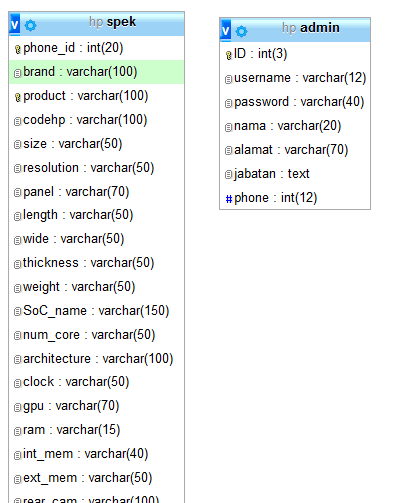 v hp spek
phone_id : int(20)
brand : varchar(100)
product : varchar(100)
codehp : varchar(100)
size : varchar(50)
resolution : varchar(50)
panel : varchar(70)
length : varchar(50)
wide : varchar(50)
thickness : varchar(50)
weight : varchar(50)
SoC_name : varchar(150)
num_core : varchar(50)
architecture : varchar(100)
clock : varchar(50)
gpu : varchar(70)
ram : varchar(15)
int_mem : varchar(40)
ext_mem : varchar(50)
rear_cam : varchar(100)
v hp admin
ID : int(3)
username : varchar(12)
password : varchar(40)
nama : varchar(20)
alamat : varchar(70)
jabatan : text
# phone : int(12)